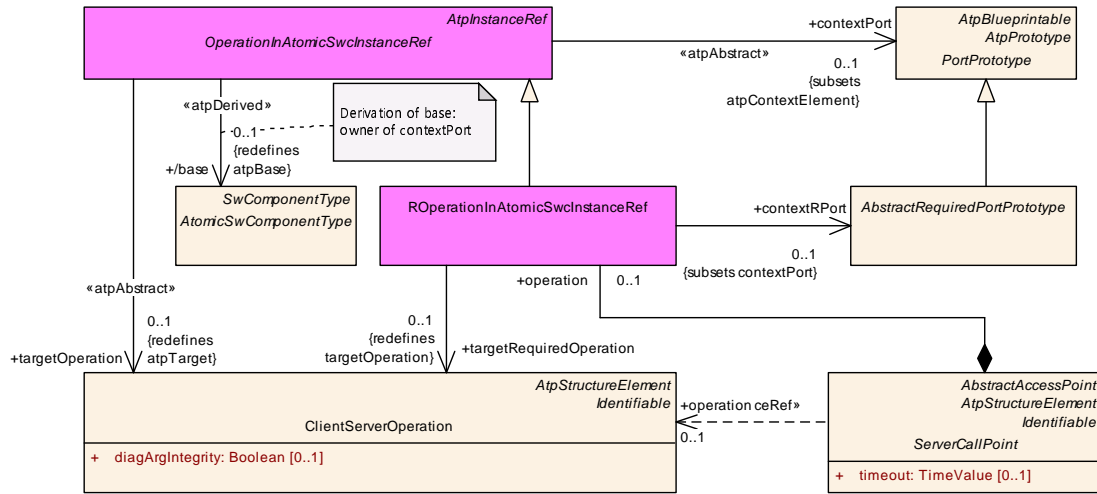 AtpInstanceRef
OperationInAtomicSwcInstanceRef
+contextPort
«atpAbstract»
0..1
{subsets
atpContextElement}
AtpBlueprintable
AtpPrototype
PortPrototype
«atpDerived»
0..1
{redefines
atpBase}
+/base
Derivation of base:
owner of contextPort
SwComponentType
AtomicSwComponentType
ROperationInAtomicSwcInstanceRef
+contextRPort
0..1
{subsets contextPort}
AbstractRequiredPortPrototype
«atpAbstract»
0..1
{redefines
atpTarget}
+targetOperation
0..1
{redefines
targetOperation}
+targetRequiredOperation
+operation
0..1
AtpStructureElement
Identifiable
ClientServerOperation
+ diagArgIntegrity: Boolean [0..1]
+operation ceRef»
0..1
AbstractAccessPoint
AtpStructureElement
Identifiable
ServerCallPoint
+ timeout: TimeValue [0..1]